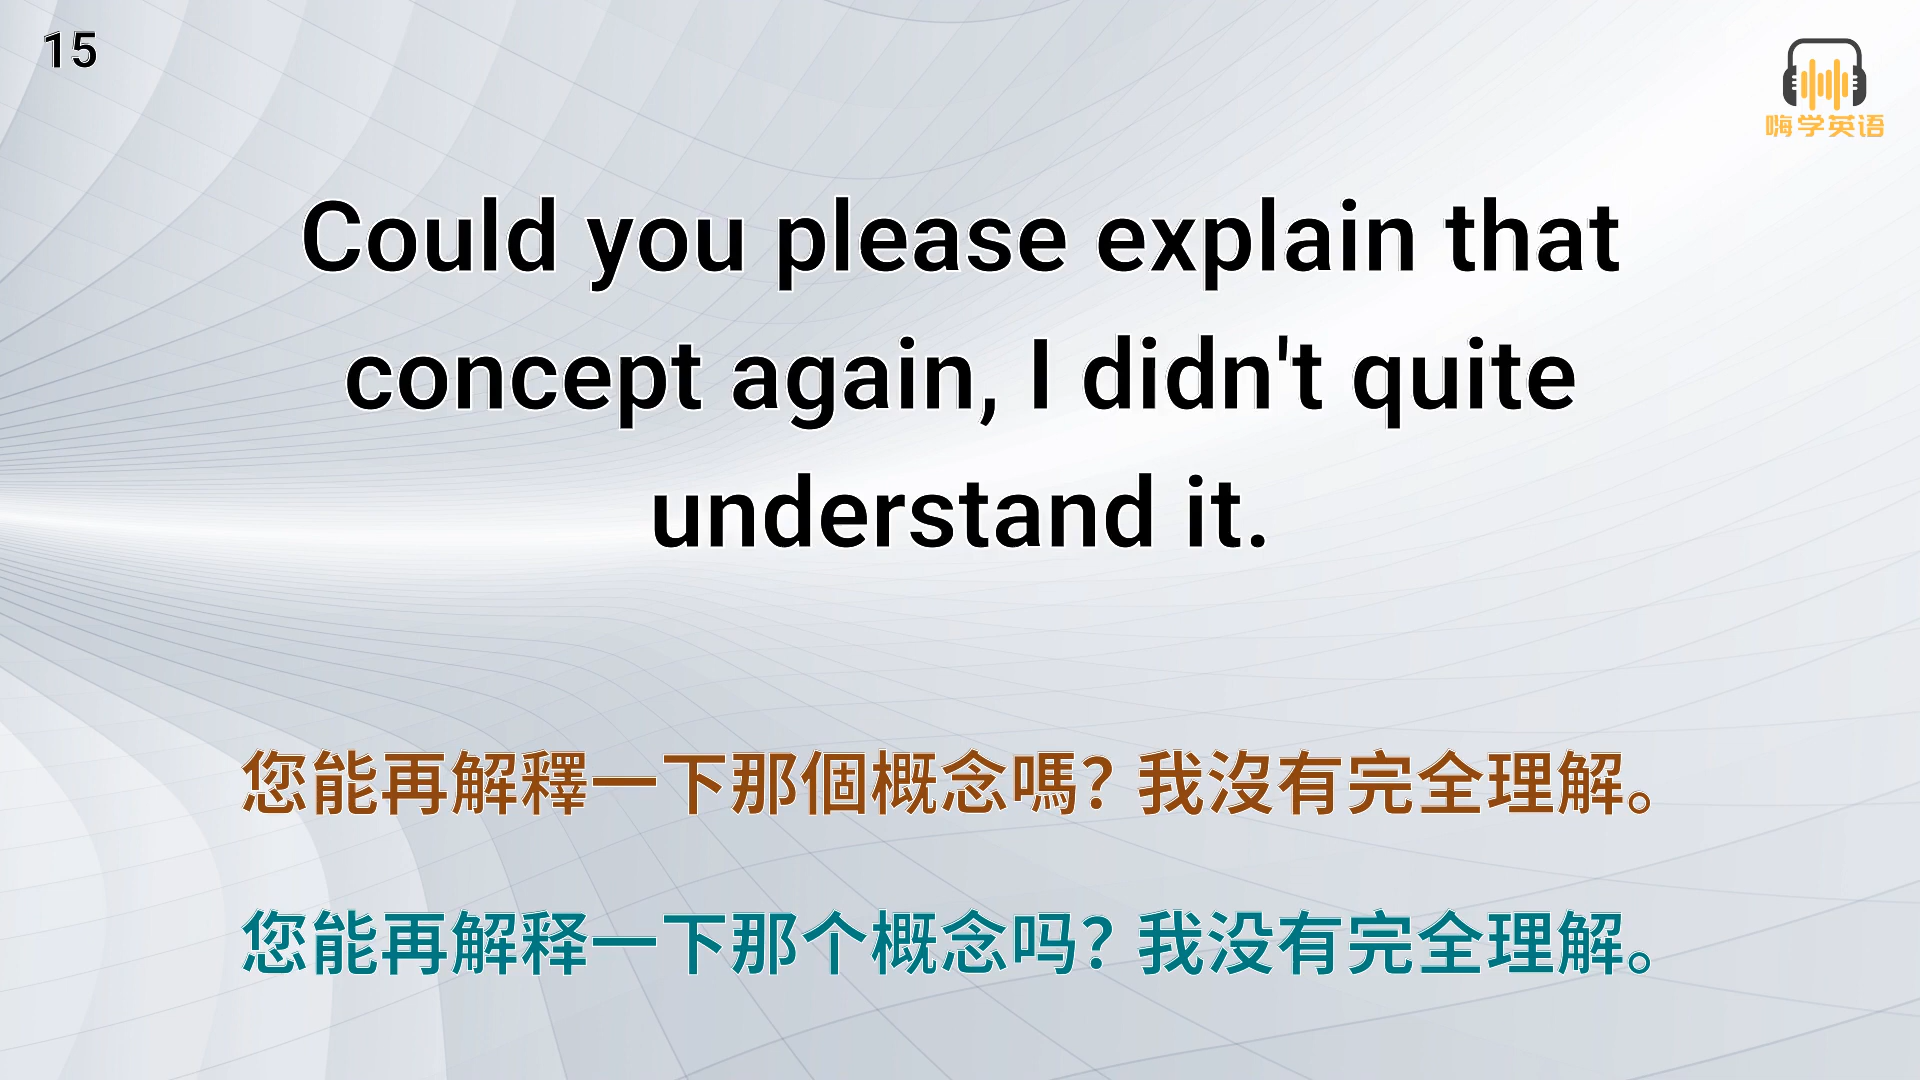 15
嗨学英语
Could you please explain that
concept again, I didn't quite
understand it.
您能再解釋一下那個概念嗎？我沒有完全理解。
您能再解释一下那个概念吗？我没有完全理解。